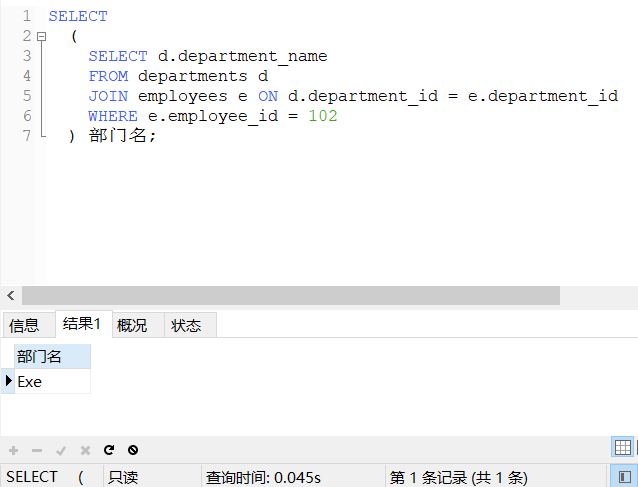 1 SELECT
2 (
3 SELECT d.department_name
4 FROM departments d
5 JOIN employees e ON d.department_id = e.department_id
6 WHERE e.employee_id = 102
7 ) 部门名;
信息 结果1 概况 状态
部门名
Exe
SELECT ( 只读 查询时间: 0.045s 第 1 条记录 (共 1 条)